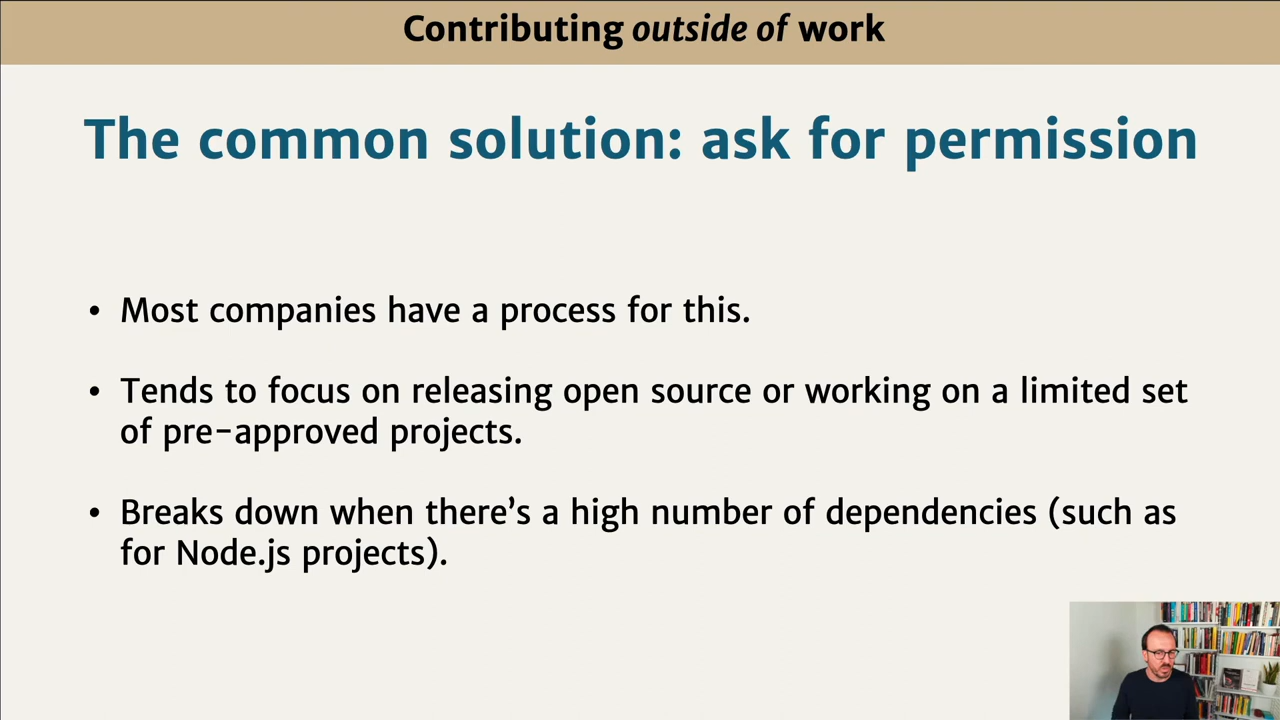 Contributing outside of work
The common solution: ask for permission
• Most companies have a process for this.
• Tends to focus on releasing open source or working on a limited set
of pre-approved projects.
• Breaks down when there’s a high number of dependencies (such as
for Node.js projects).